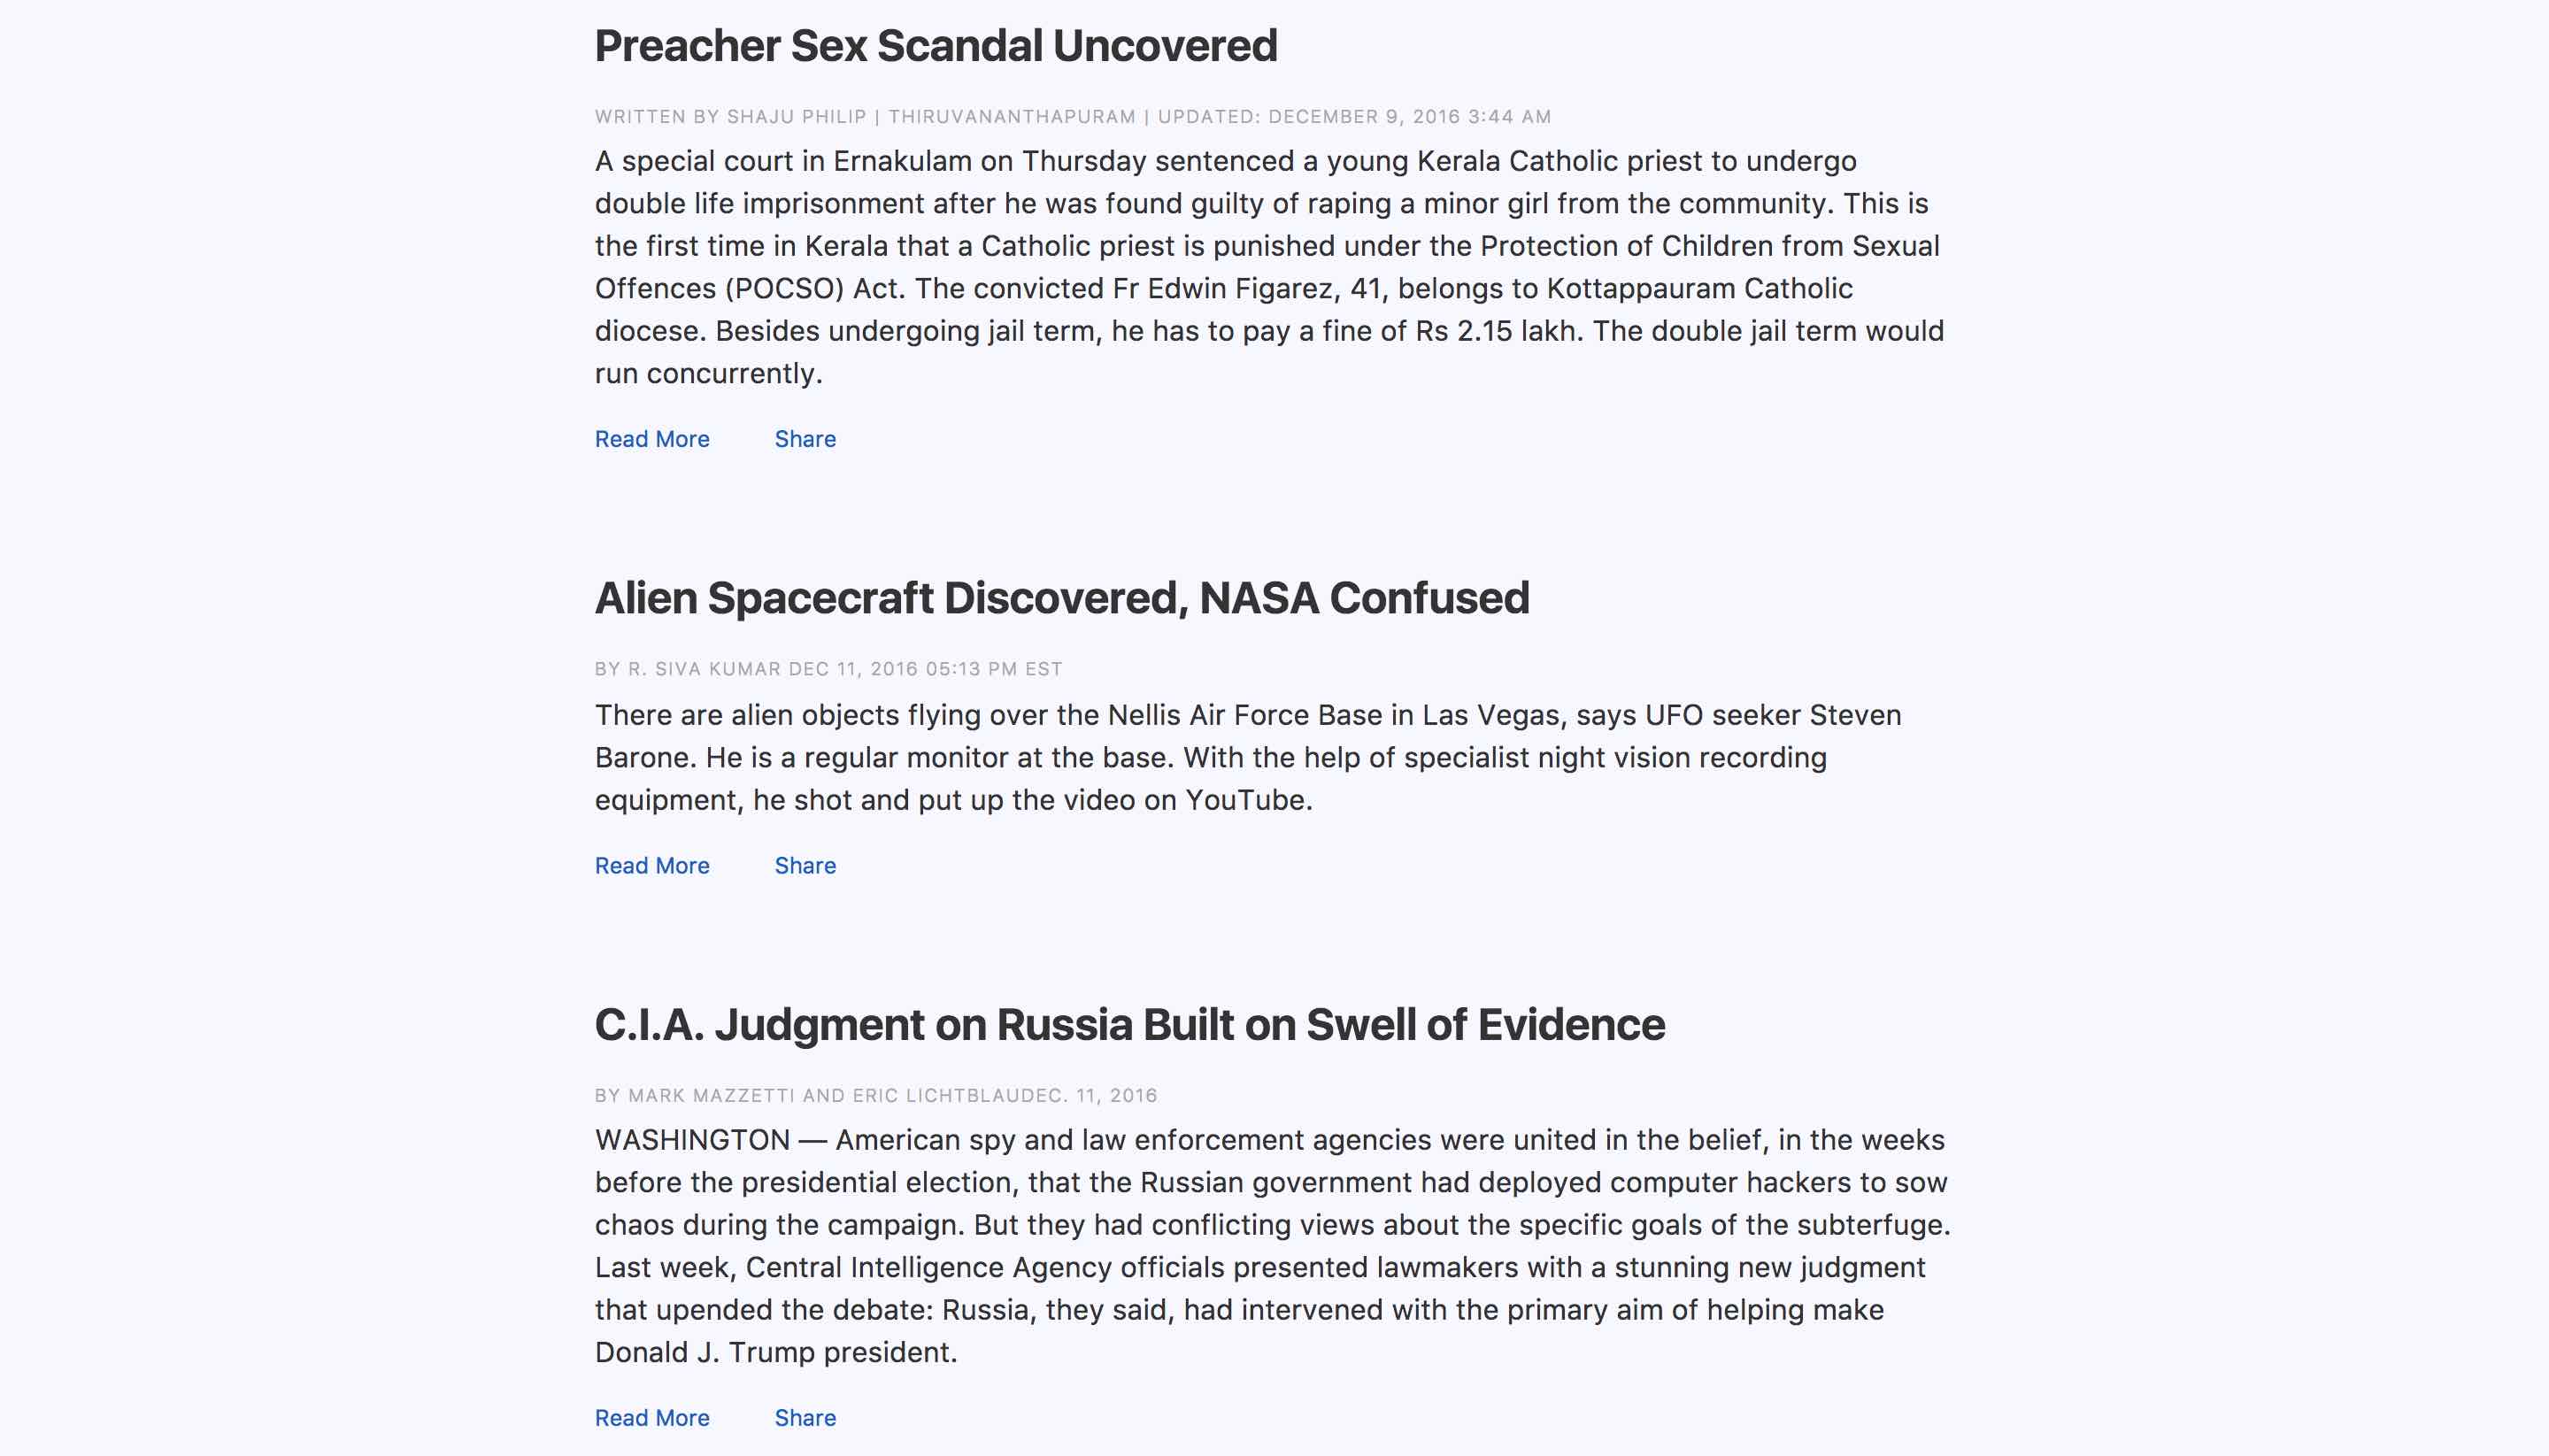 Preacher Sex Scandal Uncovered
WRITTEN BY SHAJU PHILIP | THIRUVANANTHAPURAM | UPDATED: DECEMBER 9, 2016 3:44 AM
A special court in Ernakulam on Thursday sentenced a young Kerala Catholic priest to undergo
double life imprisonment after he was found guilty of raping a minor girl from the community. This is
the first time in Kerala that a Catholic priest is punished under the Protection of Children from Sexual
Offences (POCSO) Act. The convicted Fr Edwin Figarez, 41, belongs to Kottappauram Catholic
diocese. Besides undergoing jail term, he has to pay a fine of Rs 2.15 lakh. The double jail term would
run concurrently.
Read More Share
Alien Spacecraft Discovered, NASA Confused
BY R. SIVA KUMAR DEC 11, 2016 05:13 PM EST
There are alien objects flying over the Nellis Air Force Base in Las Vegas, says UFO seeker Steven
Barone. He is a regular monitor at the base. With the help of specialist night vision recording
equipment, he shot and put up the video on YouTube.
Read More Share
C.I.A. Judgment on Russia Built on Swell of Evidence
BY MARK MAZZETTI AND ERIC LICHTBLAUDEC. 11, 2016
WASHINGTON — American spy and law enforcement agencies were united in the belief, in the weeks
before the presidential election, that the Russian government had deployed computer hackers to sow
chaos during the campaign. But they had conflicting views about the specific goals of the subterfuge.
Last week, Central Intelligence Agency officials presented lawmakers with a stunning new judgment
that upended the debate: Russia, they said, had intervened with the primary aim of helping make
Donald J. Trump president.
Read More Share